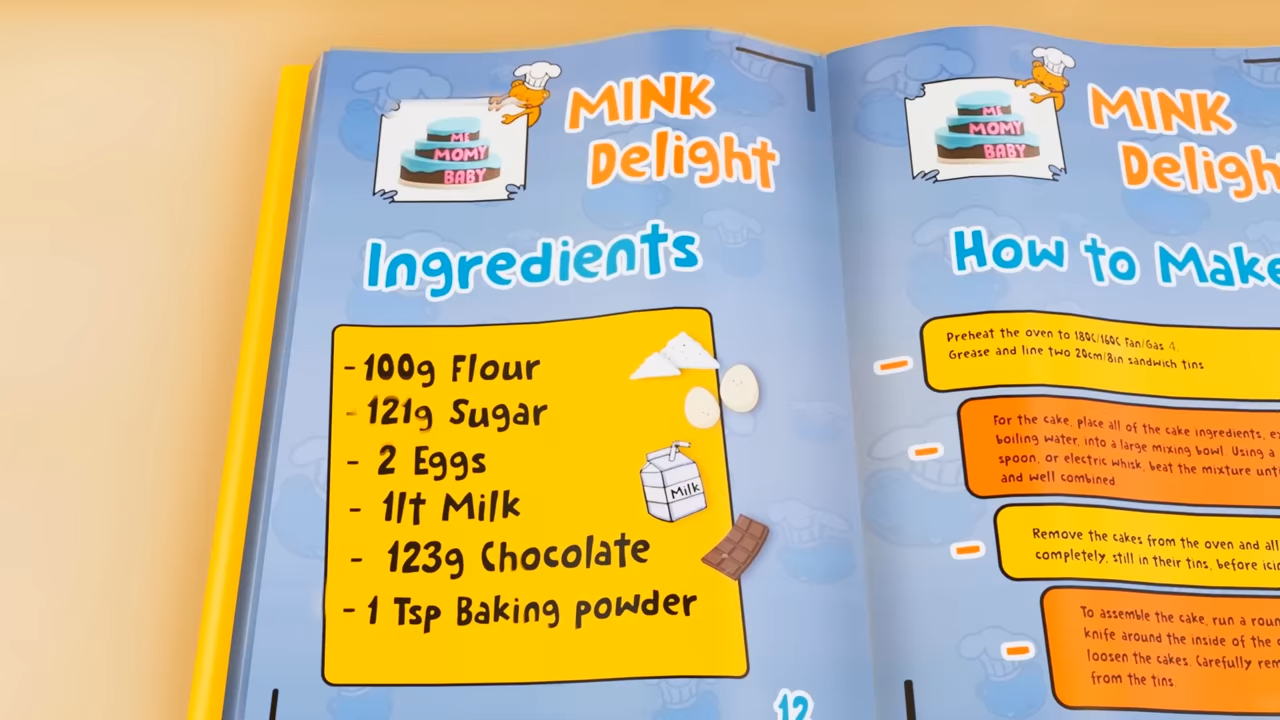 MINK
Delight
ME
MOMY
BABY
Ingredients
- 100g Flour
- 121g Sugar
- 2 Eggs
- 1lt Milk
- 123g Chocolate
- 1 Tsp Baking powder
Milk
12
MINK
Deligh
ME
MOMY
BABY
How to Make
Preheat the oven to 180C/160C Fan/Gas 4.
Grease and line two 20cm/8in sandwich tins
For the cake, place all of the cake ingredients, e
boiling water, into a large mixing bowl. Using a
spoon, or electric whisk, beat the mixture unti
and well combined
Remove the cakes from the oven and all
completely, still in their tins, before ici
To assemble the cake, run a roun
knife around the inside of the
loosen the cakes. Carefully rem
from the tins.